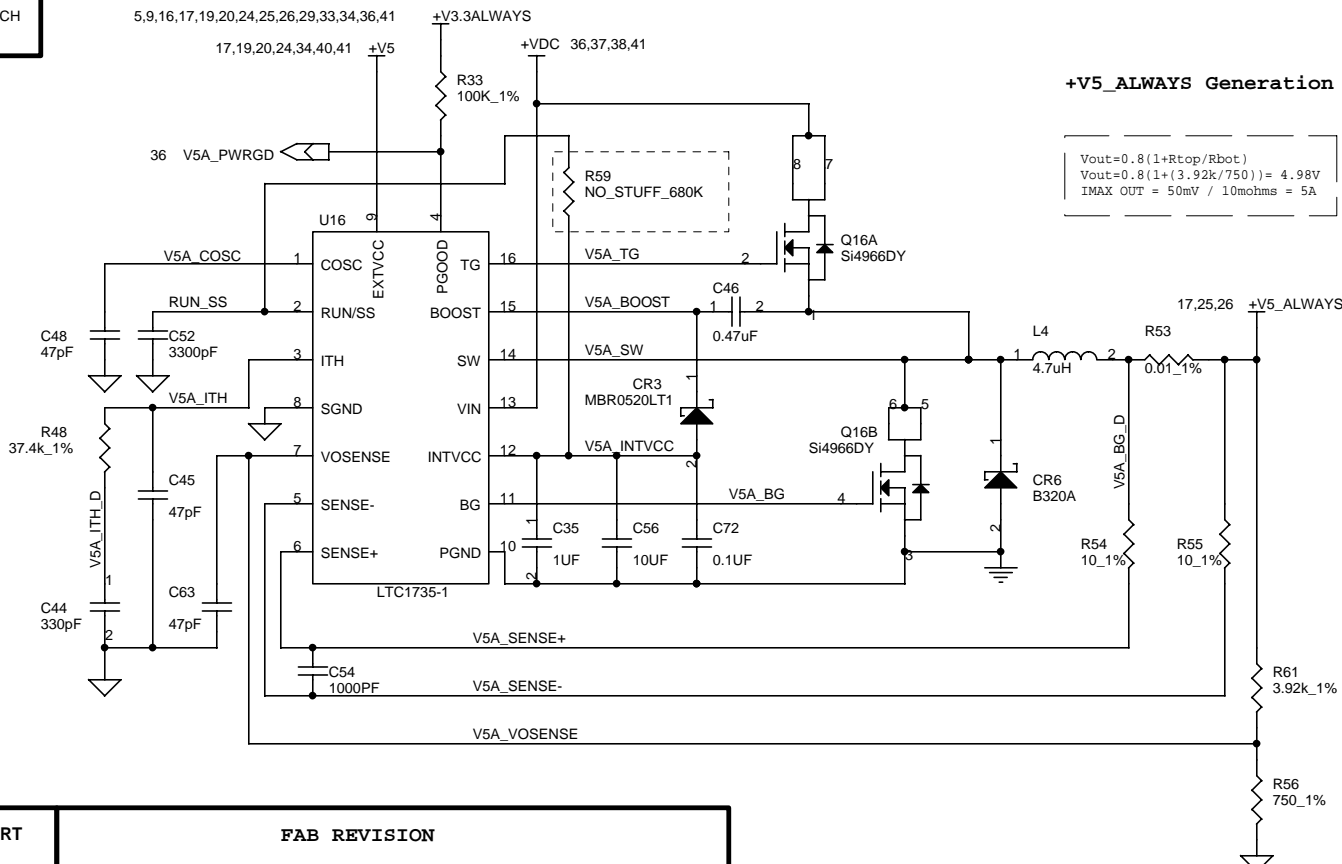 CH
5,9,16,17,19,20,24,25,26,29,33,34,36,41
+V3.3ALWAYS
17,19,20,24,34,40,41
+V5
+VDC
36,37,38,41
R33
100K_1%
+V5_ALWAYS Generation
36
V5A_PWRGD
Vout=0.8(1+Rtop/Rbot)
Vout=0.8(1+(3.92k/750))= 4.98V
IMAX OUT = 50mV / 10mohms = 5A
R59
NO_STUFF_680K
8
7
U16
9
4
EXTVCC
PGOOD
Q16A
Si4966DY
V5A_COSC
1
COSC
TG
16
V5A_TG
2
RUN_SS
2
RUN/SS
BOOST
15
V5A_BOOST
C46
1
2
0.47uF
1
C48
47pF
C52
3300pF
3
ITH
SW
14
V5A_SW
17,25,26
+V5_ALWAYS
L4
1
2
4.7uH
R53
0.01_1%
CR3
MBR0520LT1
1
2
V5A_ITH
8
SGND
VIN
13
6
5
R48
37.4k_1%
7
VOSENSE
INTVCC
12
V5A_INTVCC
Q16B
Si4966DY
V5A_BG_D
1
CR6
B320A
2
C45
47pF
5
SENSE-
BG
11
V5A_BG
4
V5A_ITH_D
1
C35
1UF
2
C56
10UF
C72
0.1UF
R54
10_1%
R55
10_1%
6
SENSE+
PGND
10
3
LTC1735-1
C44
330pF
2
C63
47pF
V5A_SENSE+
C54
1000PF
V5A_SENSE-
R61
3.92k_1%
V5A_VOSENSE
R56
750_1%
RT
FAB REVISION